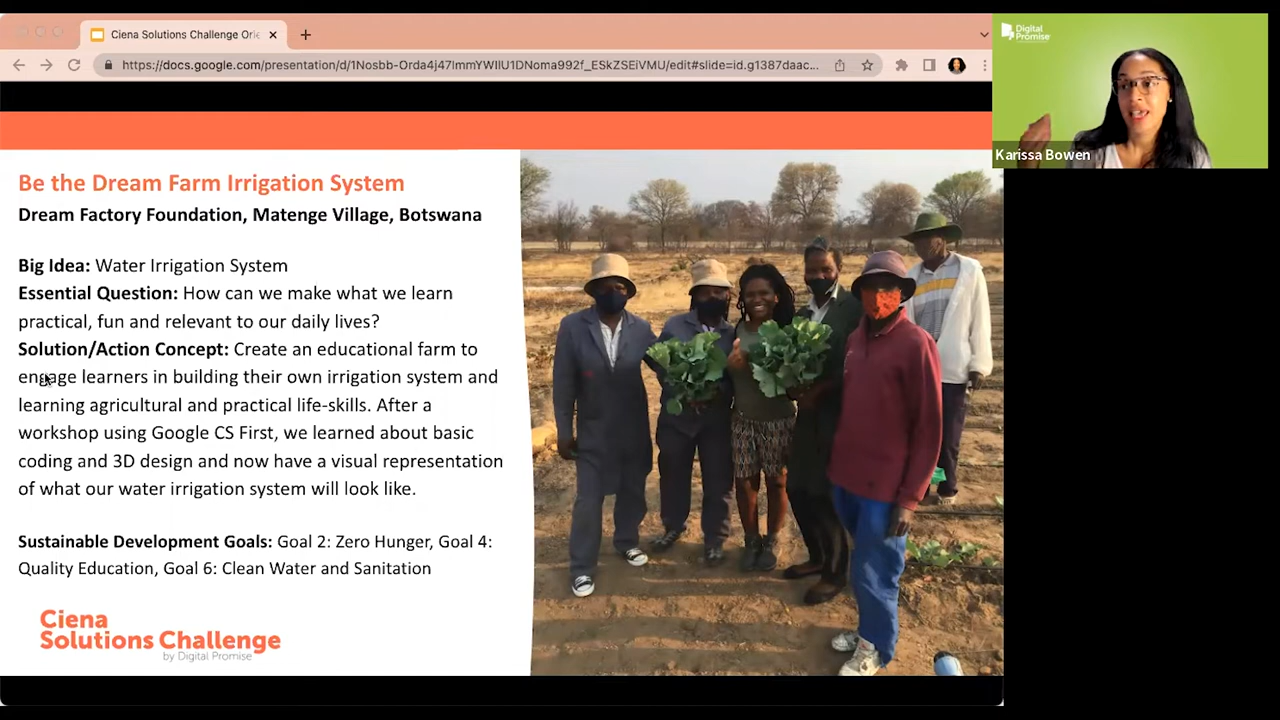 Ciena Solutions Challenge Orie
https://docs.google.com/presentation/d/1Nosbb-Orda4j47lmmYWIlU1DNoma992f_ESkZSEiVMU/edit#slide=id.g1387daac...
Digital
Promise
Karissa Bowen
Be the Dream Farm Irrigation System
Dream Factory Foundation, Matenge Village, Botswana
Big Idea: Water Irrigation System
Essential Question: How can we make what we learn
practical, fun and relevant to our daily lives?
Solution/Action Concept: Create an educational farm to
engage learners in building their own irrigation system and
learning agricultural and practical life-skills. After a
workshop using Google CS First, we learned about basic
coding and 3D design and now have a visual representation
of what our water irrigation system will look like.
Sustainable Development Goals: Goal 2: Zero Hunger, Goal 4:
Quality Education, Goal 6: Clean Water and Sanitation
Ciena
Solutions Challenge
by Digital Promise